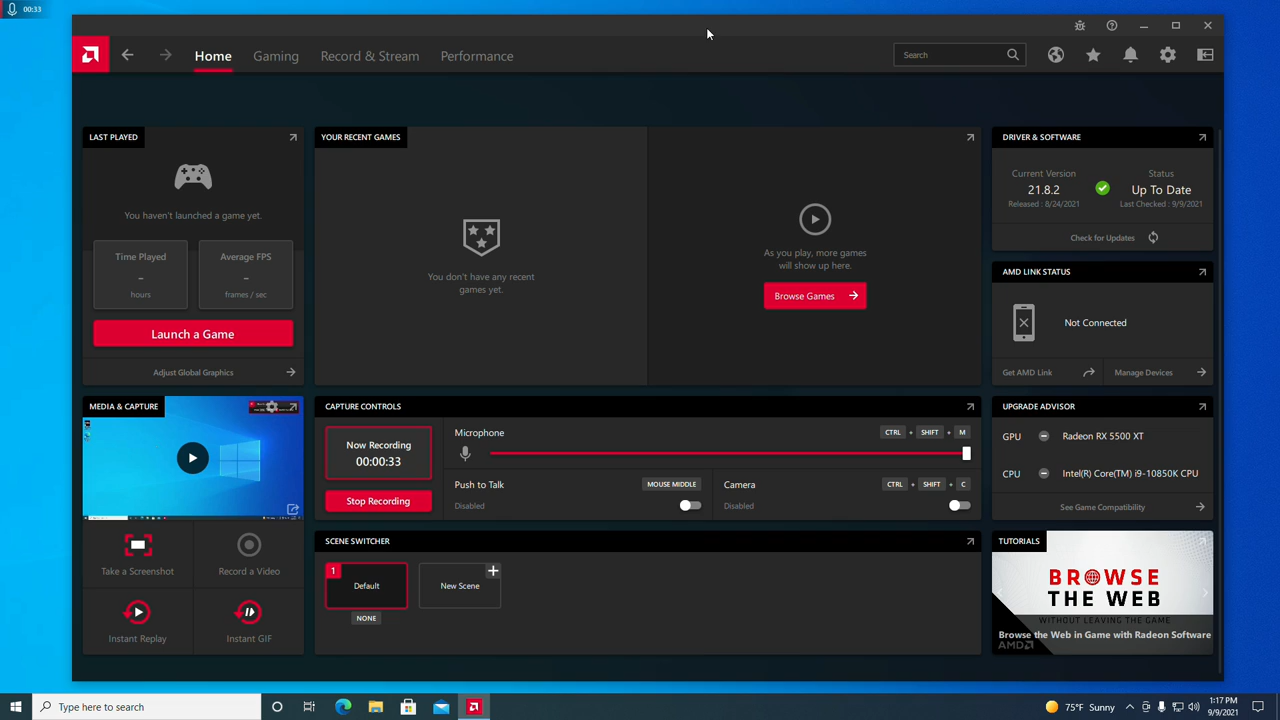 00:33
Home
Gaming
Record & Stream
Performance
Search
LAST PLAYED
You haven't launched a game yet.
Time Played
-
hours
Average FPS
-
frames / sec
Launch a Game
Adjust Global Graphics
YOUR RECENT GAMES
You don't have any recent
games yet.
As you play, more games
will show up here.
Browse Games
DRIVER & SOFTWARE
Current Version
21.8.2
Released : 8/24/2021
Status
Up To Date
Last Checked : 9/9/2021
Check for Updates
AMD LINK STATUS
Not Connected
Get AMD Link
Manage Devices
MEDIA & CAPTURE
Take a Screenshot
Record a Video
Instant Replay
Instant GIF
CAPTURE CONTROLS
Now Recording
00:00:33
Stop Recording
Microphone
CTRL + SHIFT + M
Push to Talk
MOUSE MIDDLE
Disabled
Camera
CTRL + SHIFT + C
Disabled
SCENE SWITCHER
1
Default
NONE
New Scene
UPGRADE ADVISOR
GPU
Radeon RX 5500 XT
CPU
Intel(R) Core(TM) i9-10850K CPU
See Game Compatibility
TUTORIALS
BROWSE
THE WEB
WITHOUT LEAVING THE GAME
Browse the Web in Game with Radeon Software
AMD
Type here to search
75°F Sunny
1:17 PM
9/9/2021